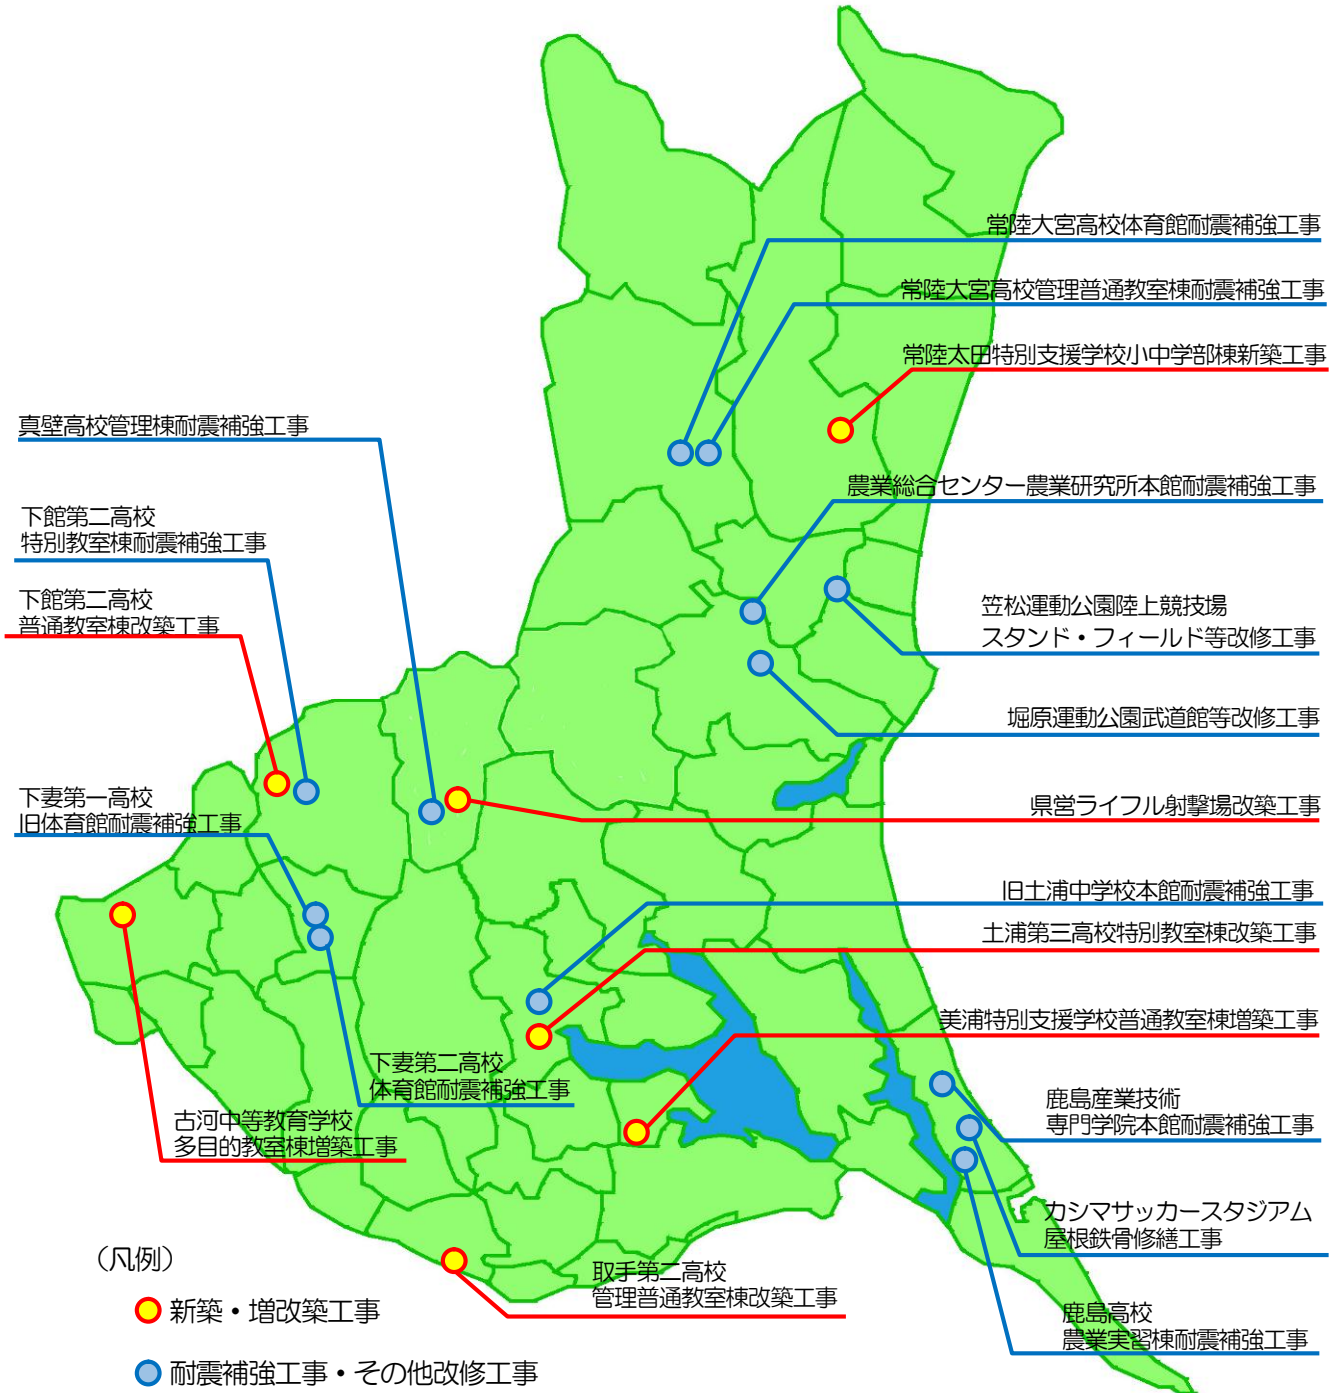 常陸大宮高校体育館耐震補強工事
常陸大宮高校管理普通教室棟耐震補強工事
常陸太田特別支援学校小中学部棟新築工事
真壁高校管理棟耐震補強工事
農業総合センター農業研究所本館耐震補強工事
下館第二高校
特別教室棟耐震補強工事
下館第二高校
普通教室棟改築工事
笠松運動公園陸上競技場
スタンド・フィールド等改修工事
堀原運動公園武道館等改修工事
下妻第一高校
旧体育館耐震補強工事
県営ライフル射撃場改築工事
旧土浦中学校本館耐震補強工事
土浦第三高校特別教室棟改築工事
美浦特別支援学校普通教室棟増築工事
下妻第二高校
体育館耐震補強工事
鹿島産業技術
専門学院本館耐震補強工事
古河中等教育学校
多目的教室棟増築工事
カシマサッカースタジアム
屋根鉄骨修繕工事
取手第二高校
管理普通教室棟改築工事
鹿島高校
農業実習棟耐震補強工事
（凡例）
新築・増改築工事
耐震補強工事・その他改修工事